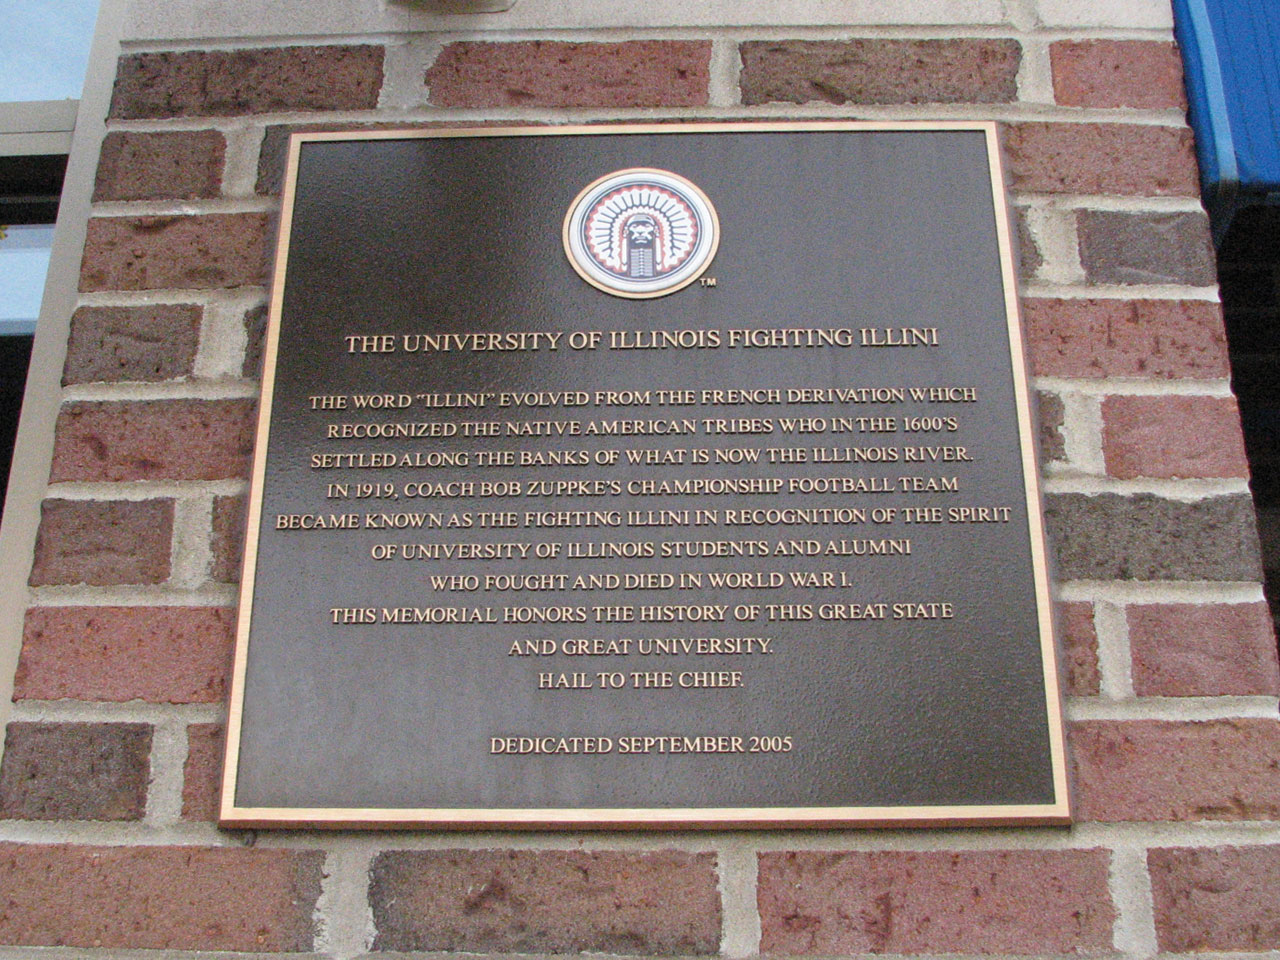 TM
THE UNIVERSITY OF ILLINOIS FIGHTING ILLINI
THE WORD "ILLINI" EVOLVED FROM THE FRENCH DERIVATION WHICH
RECOGNIZED THE NATIVE AMERICAN TRIBES WHO IN THE 1600'S
SETTLED ALONG THE BANKS OF WHAT IS NOW THE ILLINOIS RIVER.
IN 1919, COACH BOB ZUPPKE'S CHAMPIONSHIP FOOTBALL TEAM
BECAME KNOWN AS THE FIGHTING ILLINI IN RECOGNITION OF THE SPIRIT
OF UNIVERSITY OF ILLINOIS STUDENTS AND ALUMNI
WHO FOUGHT AND DIED IN WORLD WAR I.
THIS MEMORIAL HONORS THE HISTORY OF THIS GREAT STATE
AND GREAT UNIVERSITY.
HAIL TO THE CHIEF.
DEDICATED SEPTEMBER 2005